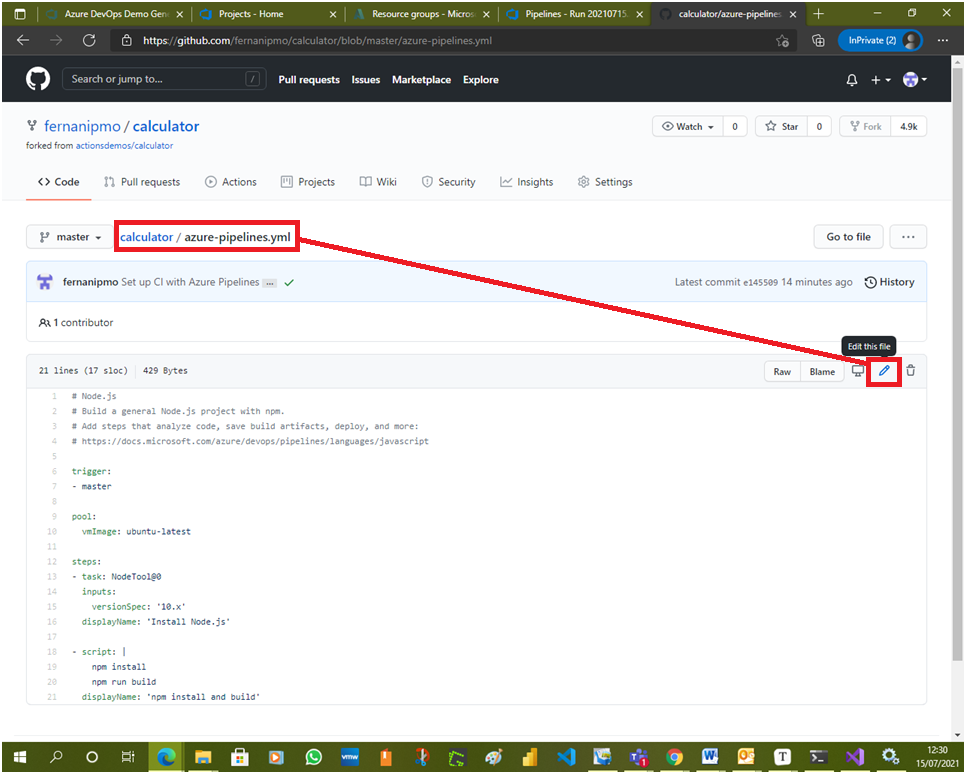 Azure DevOps Demo Gene
Projects - Home
Resource groups - Micros
Pipelines - Run 20210715.
calculator/azure-pipelines
https://github.com/fernanipmo/calculator/blob/master/azure-pipelines.yml
InPrivate (2)
Search or jump to...
/
Pull requests
Issues
Marketplace
Explore
fernanipmo / calculator
Watch
0
Star
0
Fork
4.9k
forked from actionsdemos/calculator
Code
Pull requests
Actions
Projects
Wiki
Security
Insights
Settings
master
calculator / azure-pipelines.yml
Go to file
...
fernanipmo Set up CI with Azure Pipelines ...
Latest commit e145509 14 minutes ago
History
1 contributor
Edit this file
21 lines (17 sloc)
429 Bytes
Raw
Blame
1 # Node.js
2 # Build a general Node.js project with npm.
3 # Add steps that analyze code, save build artifacts, deploy, and more:
4 # https://docs.microsoft.com/azure/devops/pipelines/languages/javascript
5
6 trigger:
7 - master
8
9 pool:
10 vmImage: ubuntu-latest
11
12 steps:
13 - task: NodeTool@0
14 inputs:
15 versionSpec: '10.x'
16 displayName: 'Install Node.js'
17
18 - script: |
19 npm install
20 npm run build
21 displayName: 'npm install and build'
vmw
12:30
15/07/2021